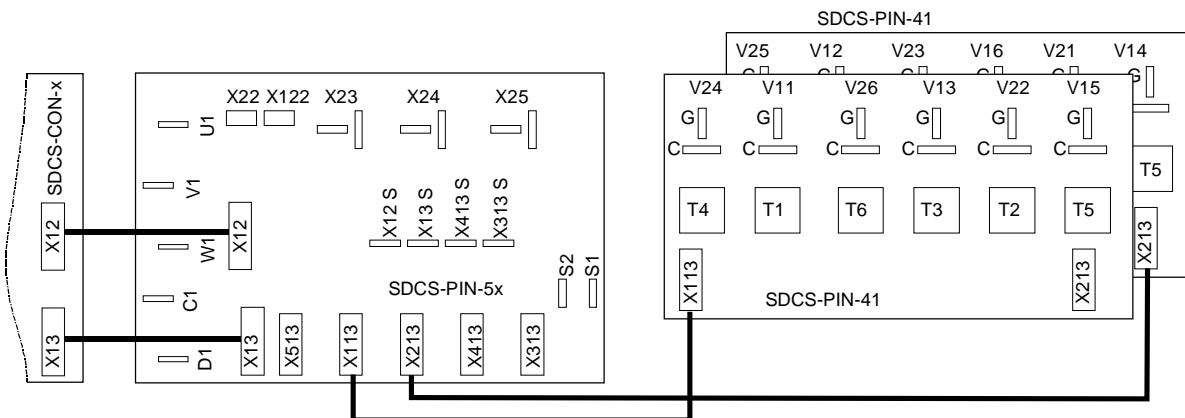 SDCS-PIN-41
V25 V12 V23 V16 V21 V14
C G G G G G G
SDCS-CON-x
X12
X13
U1
V1
W1
C1
D1
X22 X122 X23 X24 X25
X12
X12 S X13 S X413 S X313 S
S2 S1
SDCS-PIN-5x
X13 X513 X113 X213 X413 X313
V24 V11 V26 V13 V22 V15
G G G G G G
C C C C C C
T4 T1 T6 T3 T2 T5
T5
X113
X213
X213
SDCS-PIN-41